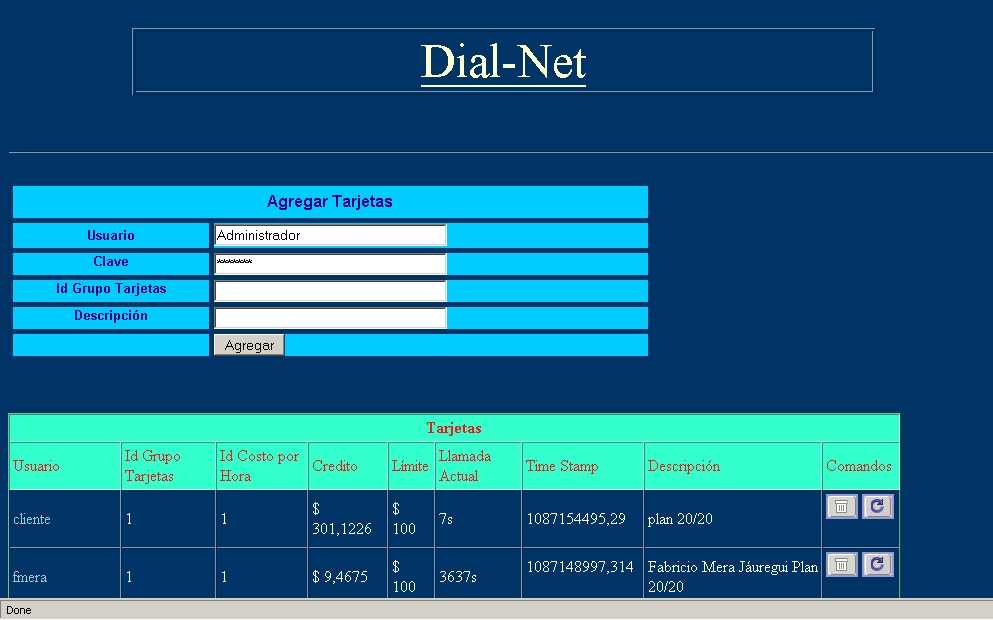 Dial-Net
Agregar Tarjetas
Usuario Administrador
Clave ********
Id Grupo Tarjetas
Descripción
Agregar
Tarjetas
Usuario Id Grupo Tarjetas Id Costo por Hora Credito Límite Llamada Actual Time Stamp Descripción Comandos
cliente 1 1 $ 301,1226 $ 100 7s 1087154495,29 plan 20/20
fmera 1 1 $ 9,4675 $ 100 3637s 1087148997,314 Fabricio Mera Jáuregui Plan 20/20
Done